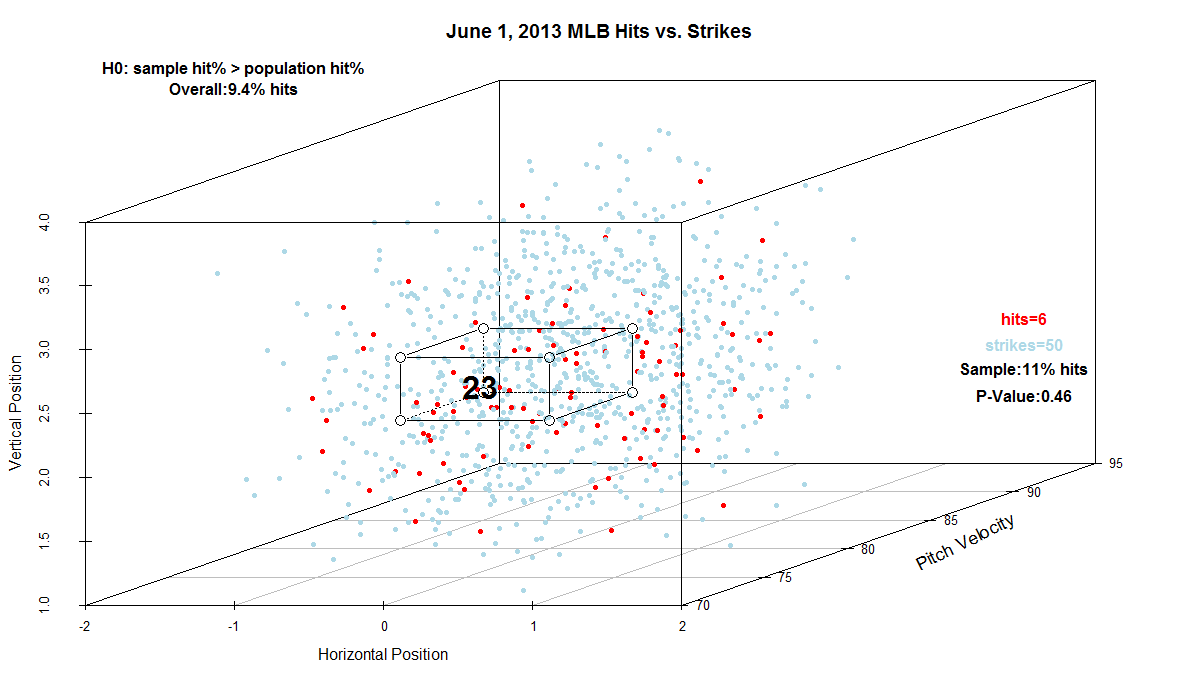 June 1, 2013 MLB Hits vs. Strikes
H0: sample hit% > population hit%
Overall:9.4% hits
4.0
3.5
3.0
2.5
2.0
1.5
1.0
Vertical Position
23
hits=6
strikes=50
Sample:11% hits
P-Value:0.46
95
90
85
80
75
70
Pitch Velocity
-2
-1
0
1
2
Horizontal Position